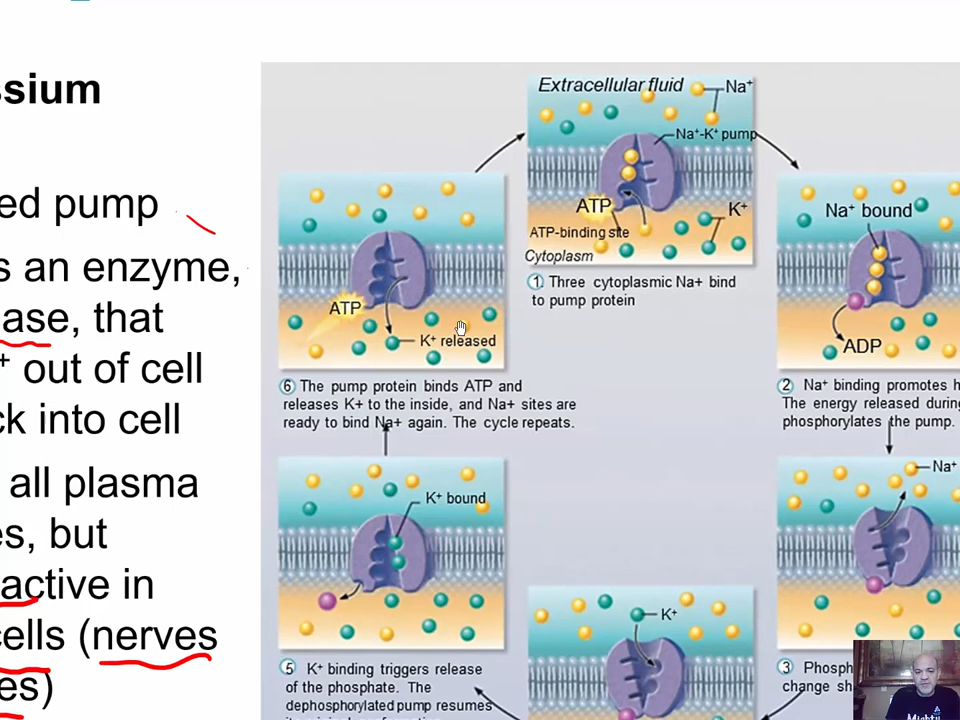 ssium
ed pump
s an enzyme,
ase, that
+ out of cell
ck into cell
all plasma
es, but
active in
cells (nerves
es)
Extracellular fluid
Na+
Na+-K+ pump
ATP
K+
ATP-binding site
Cytoplasm
1. Three cytoplasmic Na+ bind
to pump protein
Na+ bound
ADP
2 Na+ binding promotes h
The energy released durin
phosphorylates the pump.
Na+
3 Phosph
change sh
K+
K+ bound
5 K+ binding triggers release
of the phosphate. The
dephosphorylated pump resumes
ATP
K+ released
6 The pump protein binds ATP and
releases K+ to the inside, and Na+ sites are
ready to bind Na+ again. The cycle repeats.
Mighty